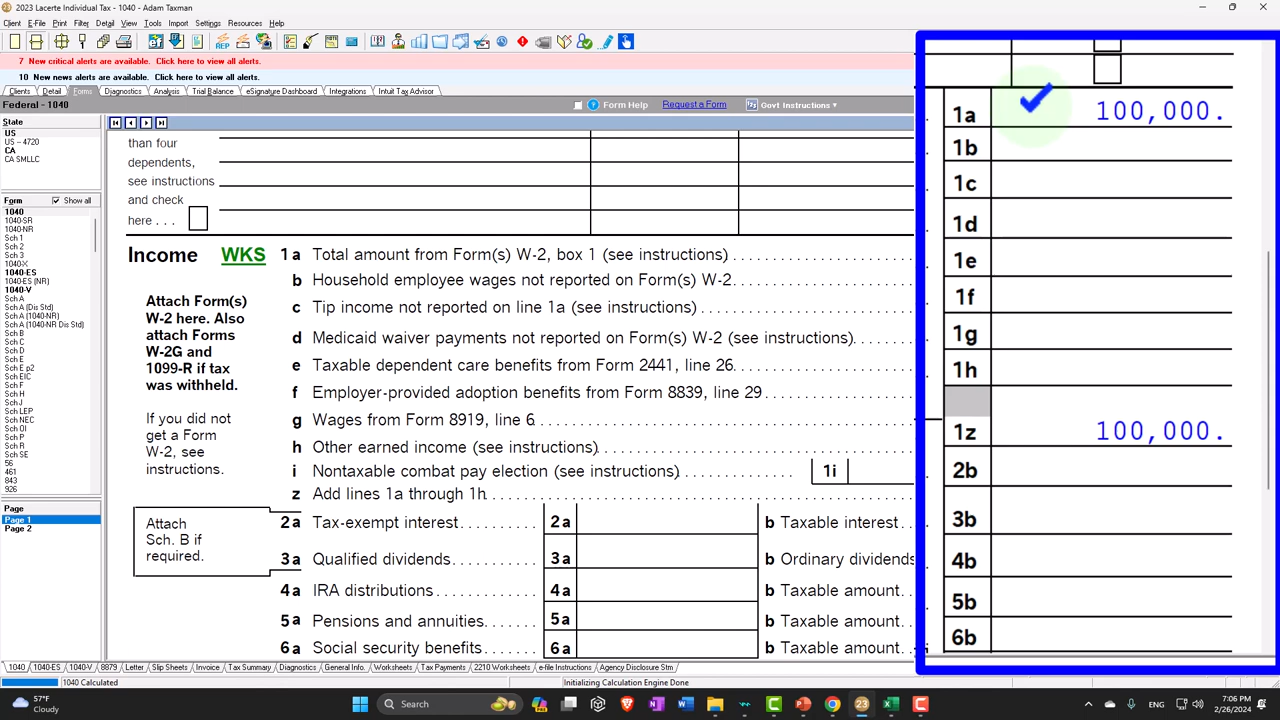 2023 Lacerte Individual Tax - 1040 - Adam Taxman
Client E-File Print Filter Detail View Tools Import Settings Resources Help
7 New critical alerts are available. Click here to view all alerts.
10 New news alerts are available. Click here to view all alerts.
Clients Detail Forms Diagnostics Analysis Trial Balance eSignature Dashboard Integrations Intuit Tax Advisor
Federal - 1040
Form Help Request a Form Govt Instructions
State
US
US - 4720
CA
CA SMLLC
Form Show all
1040
1040-SR
1040-NR
Sch 1
Sch 2
Sch 3
1040-X
1040-ES
1040-ES (NR)
1040-V
Sch A
Sch A (Dis Std)
Sch A (1040-NR)
Sch A (1040-NR Dis Std)
Sch B
Sch C
Sch D
Sch E
Sch E p2
Sch EIC
Sch F
Sch H
Sch J
Sch LEP
Sch NEC
Sch OI
Sch P
Sch R
Sch SE
56
461
843
926
Page
Page 1
Page 2
than four
dependents,
see instructions
and check
here . . .
Income WKS
Attach Form(s)
W-2 here. Also
attach Forms
W-2G and
1099-R if tax
was withheld.
If you did not
get a Form
W-2, see
instructions.
Attach
Sch. B if
required.
1a Total amount from Form(s) W-2, box 1 (see instructions)
b Household employee wages not reported on Form(s) W-2
c Tip income not reported on line 1a (see instructions)
d Medicaid waiver payments not reported on Form(s) W-2 (see instructions)
e Taxable dependent care benefits from Form 2441, line 26
f Employer-provided adoption benefits from Form 8839, line 29
g Wages from Form 8919, line 6
h Other earned income (see instructions)
i Nontaxable combat pay election (see instructions) 1i
z Add lines 1a through 1h
2a Tax-exempt interest 2a b Taxable interest
3a Qualified dividends 3a b Ordinary dividends
4a IRA distributions 4a b Taxable amount
5a Pensions and annuities 5a b Taxable amount
6a Social security benefits 6a b Taxable amount
1a 100,000.
1b
1c
1d
1e
1f
1g
1h
1z 100,000.
2b
3b
4b
5b
6b
1040 1040-ES 1040-V 8879 Letter Slip Sheets Invoice Tax Summary Diagnostics General Info. Worksheets Tax Payments 2210 Worksheets e-file Instructions Agency Disclosure Stm
1040 Calculated Initializing Calculation Engine Done
57°F
Cloudy
Search
ENG
7:06 PM
2/26/2024